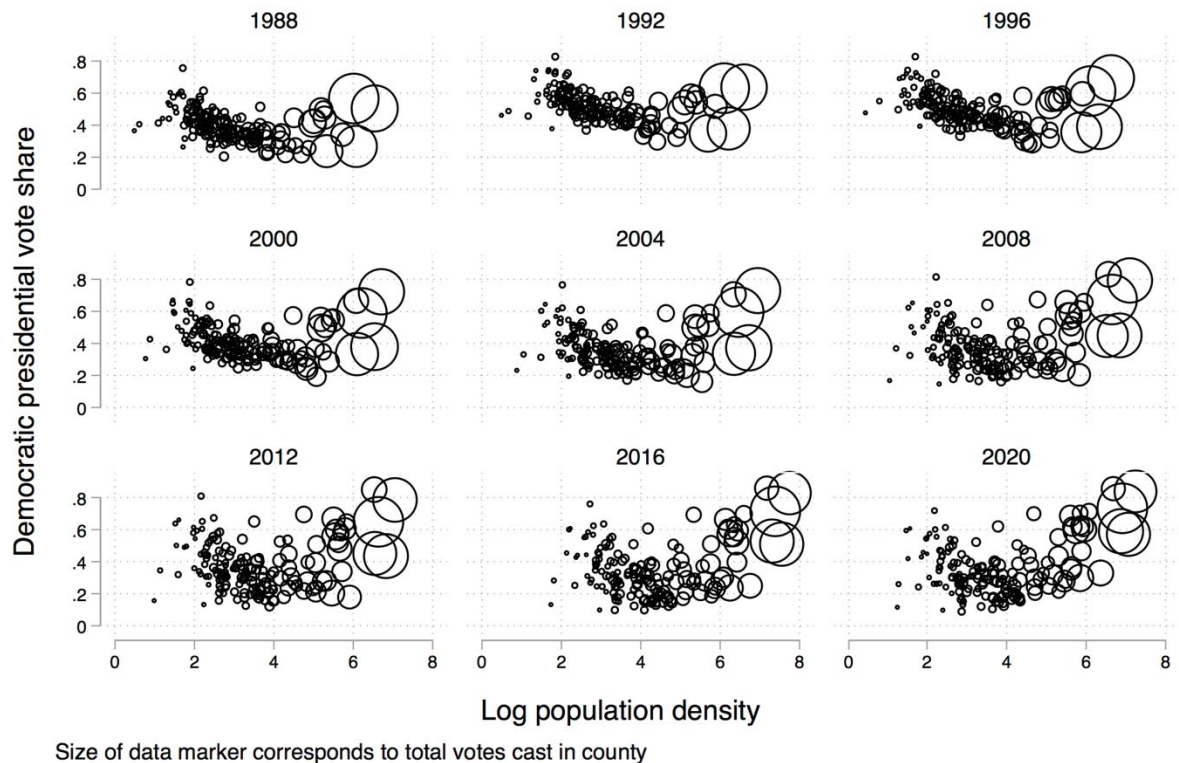 1988 1992 1996
.8
.6
.4
.2
0
2000 2004 2008
.8
.6
.4
.2
0
2012 2016 2020
.8
.6
.4
.2
0
0 2 4 6 8 0 2 4 6 8 0 2 4 6 8
Democratic presidential vote share
Log population density
Size of data marker corresponds to total votes cast in county